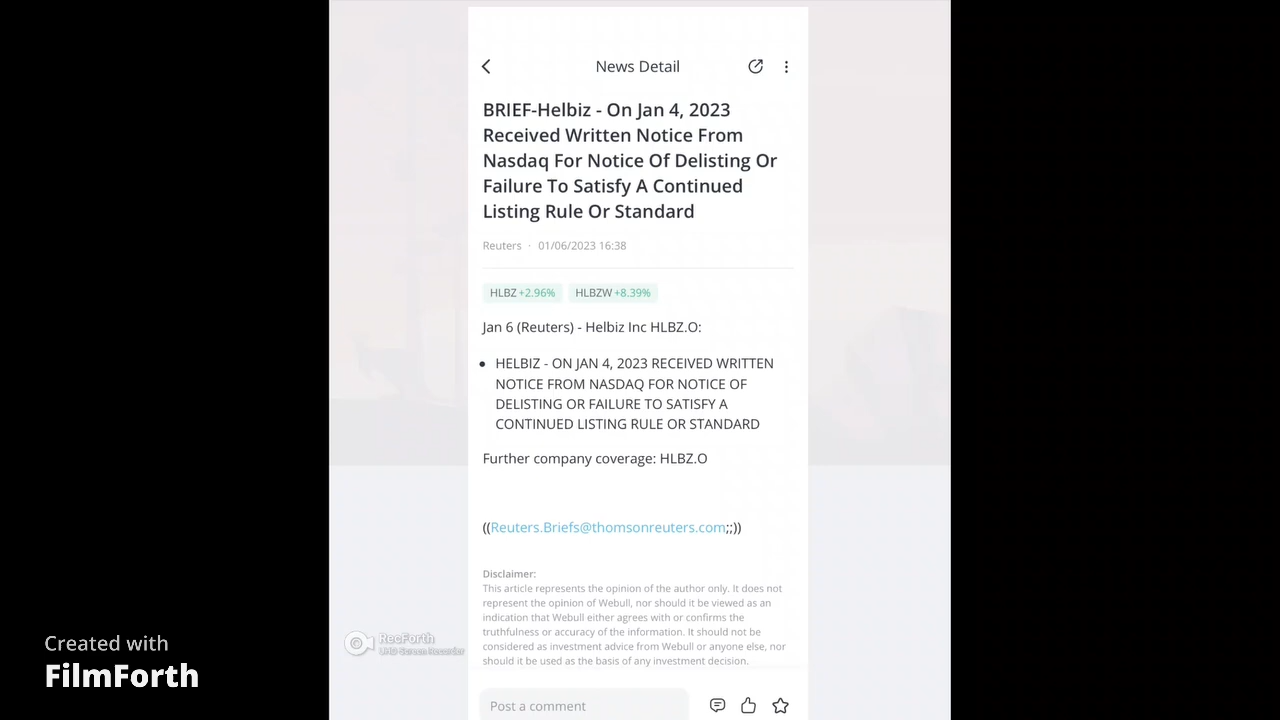 News Detail
BRIEF-Helbiz - On Jan 4, 2023
Received Written Notice From
Nasdaq For Notice Of Delisting Or
Failure To Satisfy A Continued
Listing Rule Or Standard
Reuters · 01/06/2023 16:38
HLBZ +2.96% HLBZW +8.39%
Jan 6 (Reuters) - Helbiz Inc HLBZ.O:
• HELBIZ - ON JAN 4, 2023 RECEIVED WRITTEN
NOTICE FROM NASDAQ FOR NOTICE OF
DELISTING OR FAILURE TO SATISFY A
CONTINUED LISTING RULE OR STANDARD
Further company coverage: HLBZ.O
((Reuters.Briefs@thomsonreuters.com;;))
Disclaimer:
This article represents the opinion of the author only. It does not
represent the opinion of Webull, nor should it be viewed as an
indication that Webull either agrees with or confirms the
truthfulness or accuracy of the information. It should not be
considered as investment advice from Webull or anyone else, nor
should it be used as the basis of any investment decision.
Post a comment
RecForth
UHD Screen Recorder
Created with
FilmForth